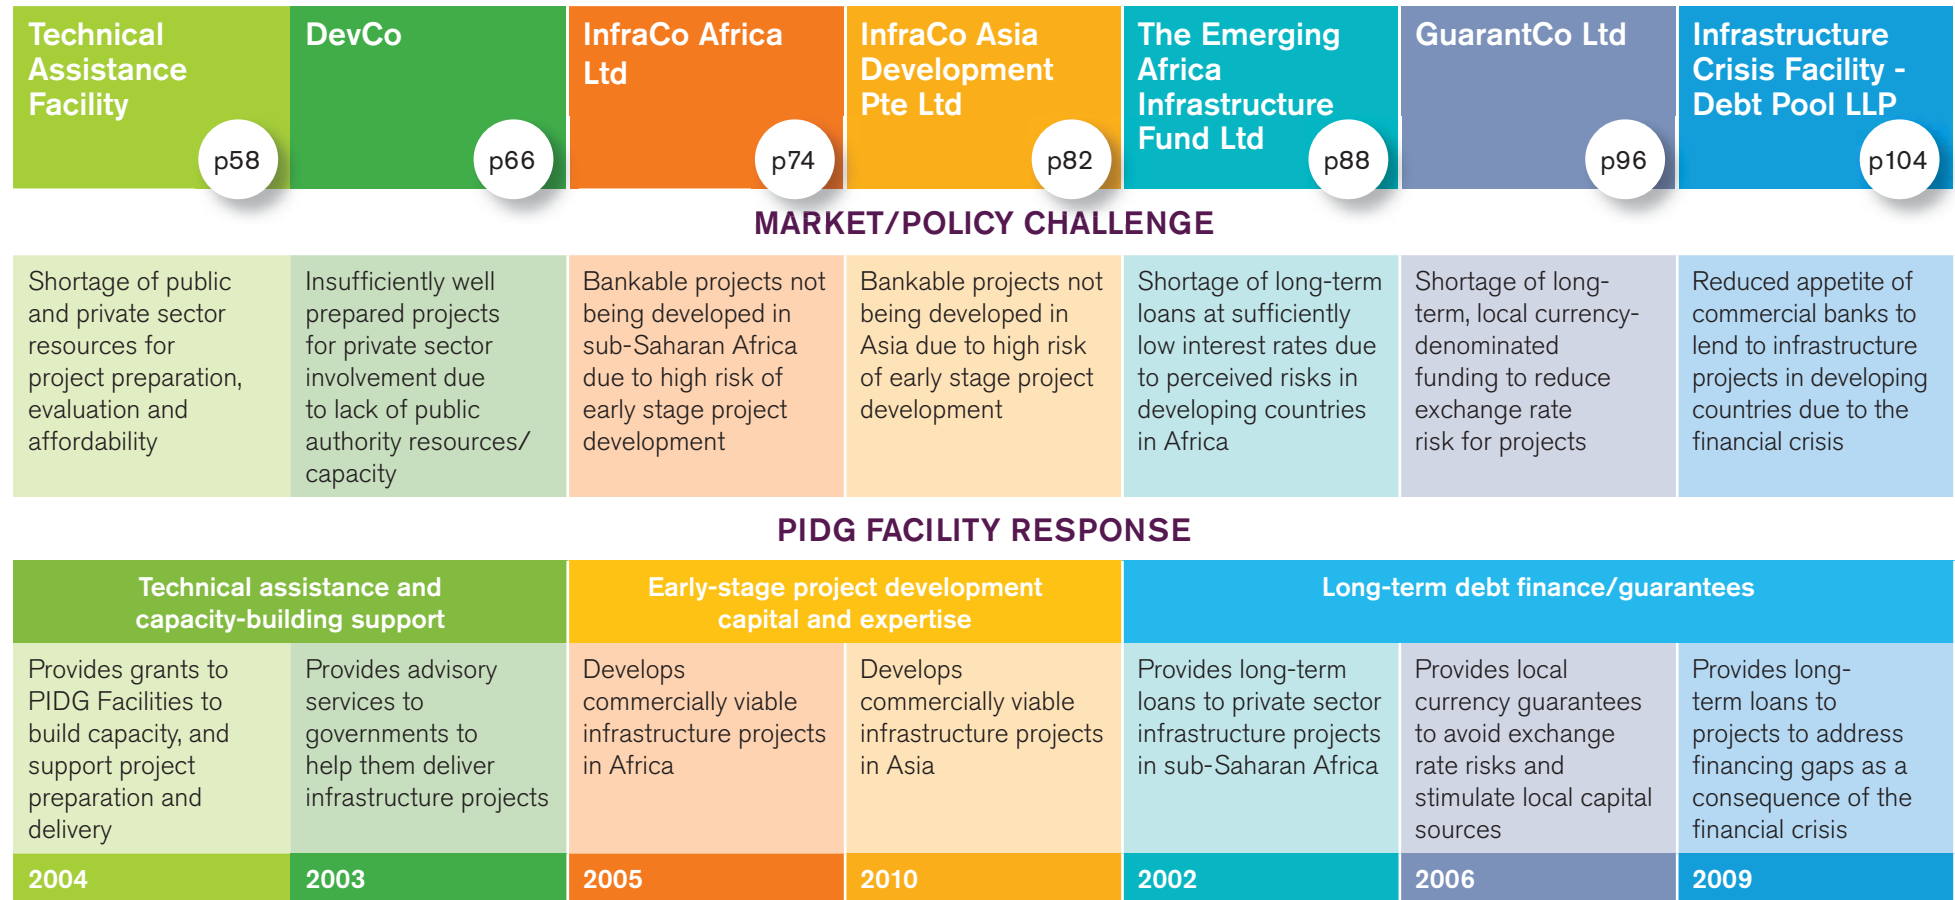 Technical
Assistance
Facility
p58
DevCo
p66
InfraCo Africa
Ltd
p74
InfraCo Asia
Development
Pte Ltd
p82
The Emerging
Africa
Infrastructure
Fund Ltd
p88
GuarantCo Ltd
p96
Infrastructure
Crisis Facility -
Debt Pool LLP
p104
MARKET/POLICY CHALLENGE
Shortage of public
and private sector
resources for
project preparation,
evaluation and
affordability
Insufficiently well
prepared projects
for private sector
involvement due
to lack of public
authority resources/
capacity
Bankable projects not
being developed in
sub-Saharan Africa
due to high risk of
early stage project
development
Bankable projects not
being developed in
Asia due to high risk
of early stage project
development
Shortage of long-term
loans at sufficiently
low interest rates due
to perceived risks in
developing countries
in Africa
Shortage of long-
term, local currency-
denominated
funding to reduce
exchange rate
risk for projects
Reduced appetite of
commercial banks to
lend to infrastructure
projects in developing
countries due to the
financial crisis
PIDG FACILITY RESPONSE
Technical assistance and
capacity-building support
Early-stage project development
capital and expertise
Long-term debt finance/guarantees
Provides grants to
PIDG Facilities to
build capacity, and
support project
preparation and
delivery
Provides advisory
services to
governments to
help them deliver
infrastructure projects
Develops
commercially viable
infrastructure projects
in Africa
Develops
commercially viable
infrastructure projects
in Asia
Provides long-term
loans to private sector
infrastructure projects
in sub-Saharan Africa
Provides local
currency guarantees
to avoid exchange
rate risks and
stimulate local capital
sources
Provides long-
term loans to
projects to address
financing gaps as a
consequence of the
financial crisis
2004
2003
2005
2010
2002
2006
2009